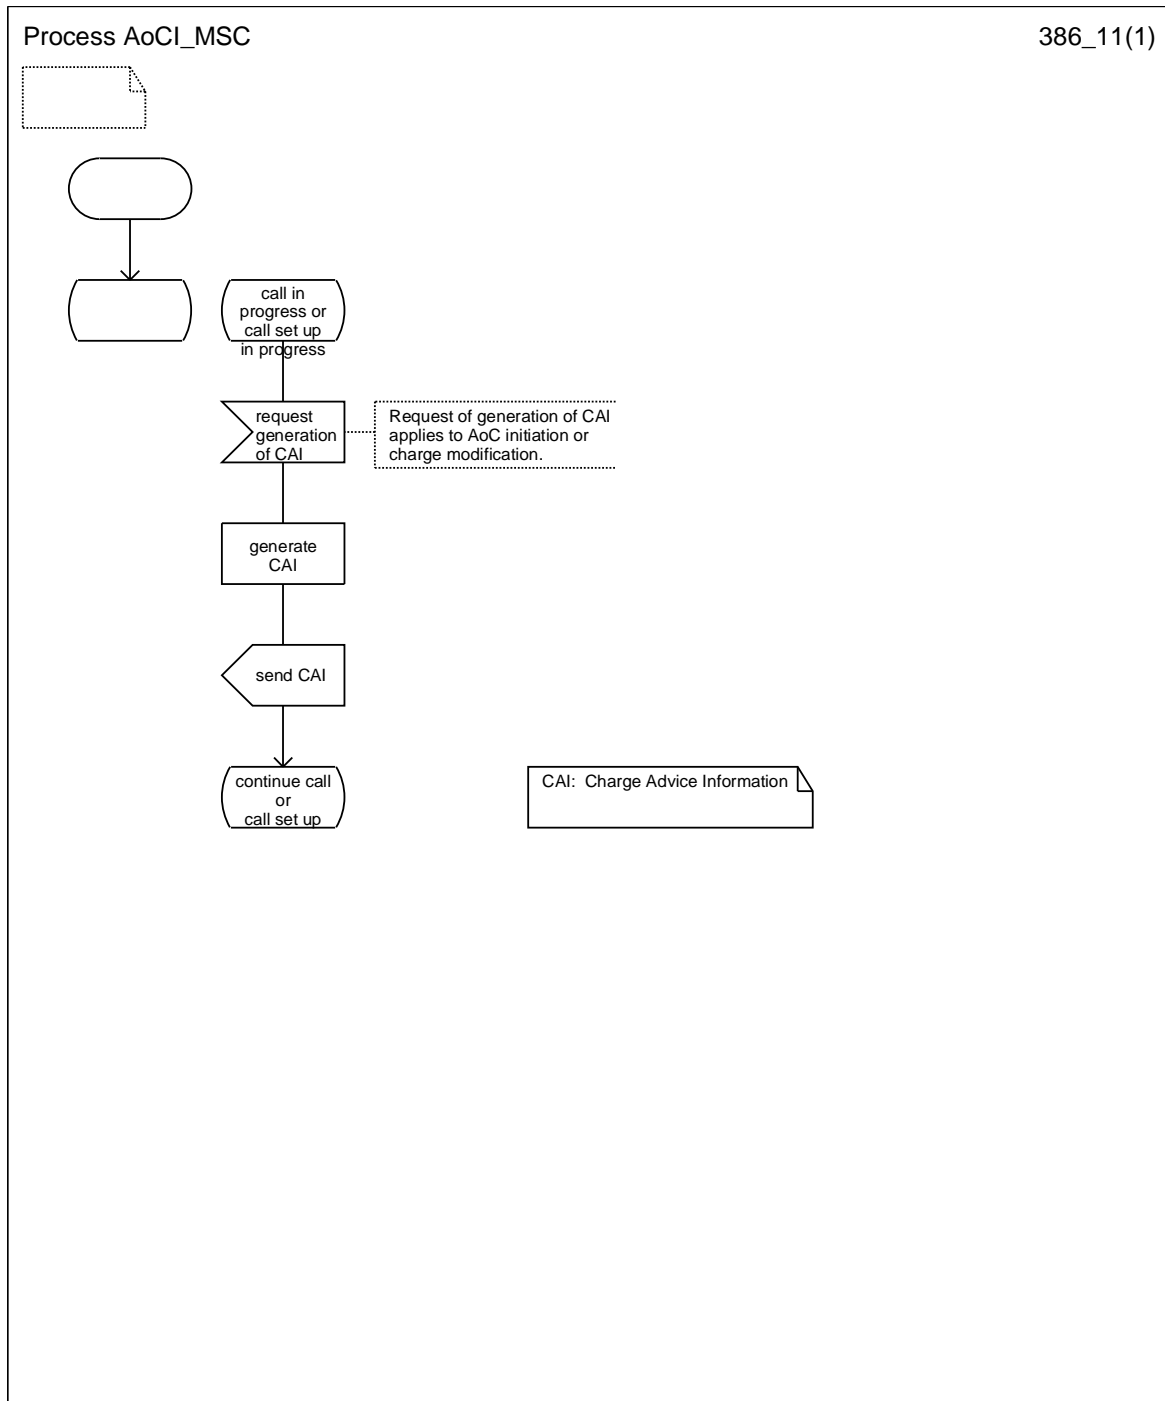 Process AoCI_MSC
386_11(1)
call in
progress or
call set up
in progress
request
generation
of CAI
Request of generation of CAI
applies to AoC initiation or
charge modification.
generate
CAI
send CAI
continue call
or
call set up
CAI:  Charge Advice Information